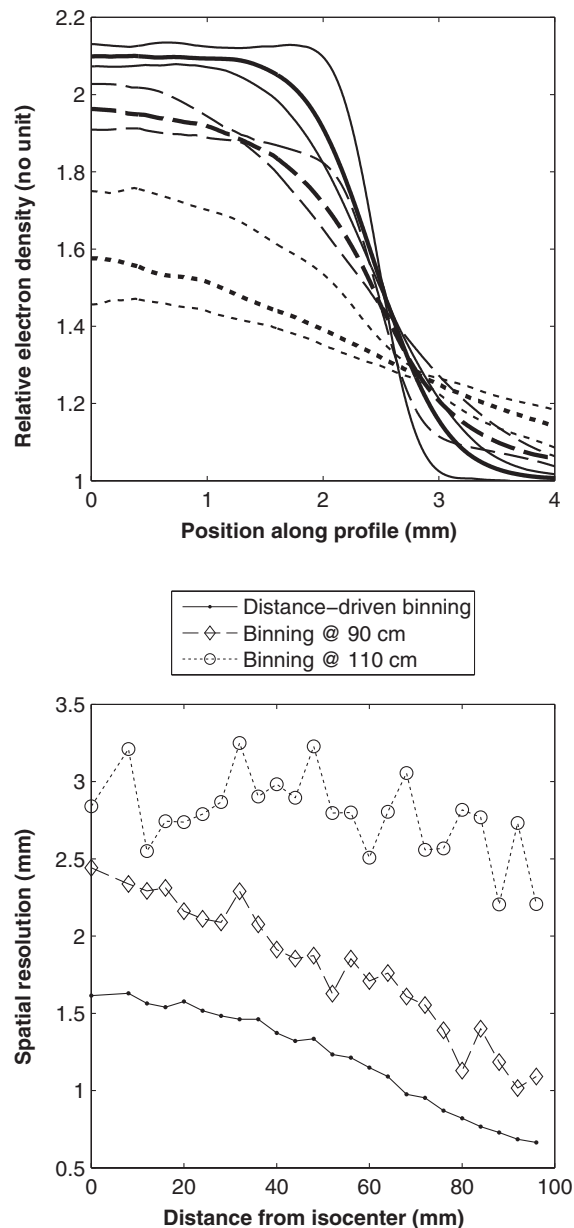 2.2
2
1.8
1.6
1.4
1.2
1
Relative electron density (no unit)
0 1 2 3 4
Position along profile (mm)
Distance−driven binning
Binning @ 90 cm
Binning @ 110 cm
3.5
3
2.5
2
1.5
1
0.5
Spatial resolution (mm)
0 20 40 60 80 100
Distance from isocenter (mm)